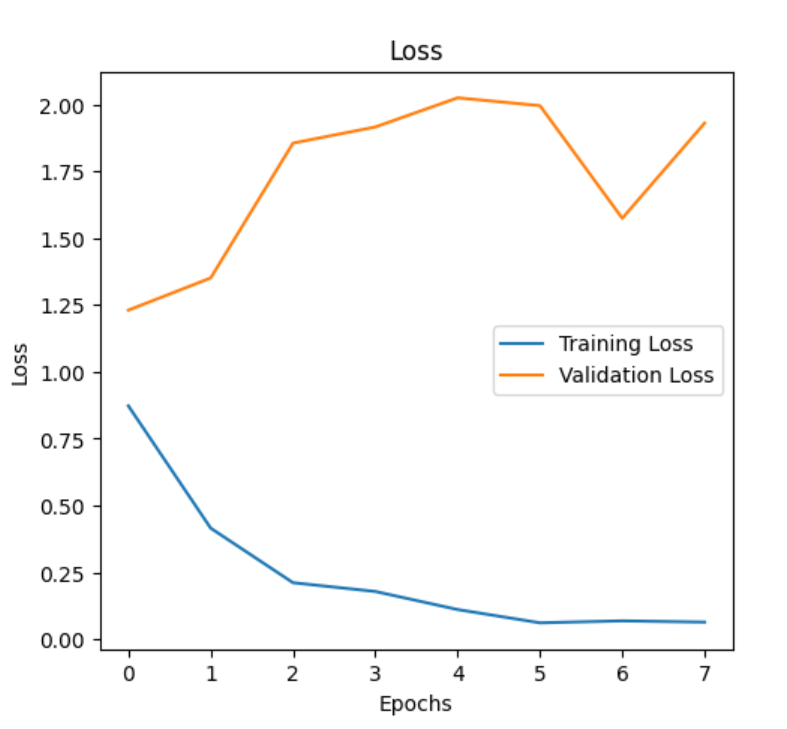 Loss
2.00
1.75
1.50
1.25
1.00
0.75
0.50
0.25
0.00
Loss
Training Loss
Validation Loss
0 1 2 3 4 5 6 7
Epochs